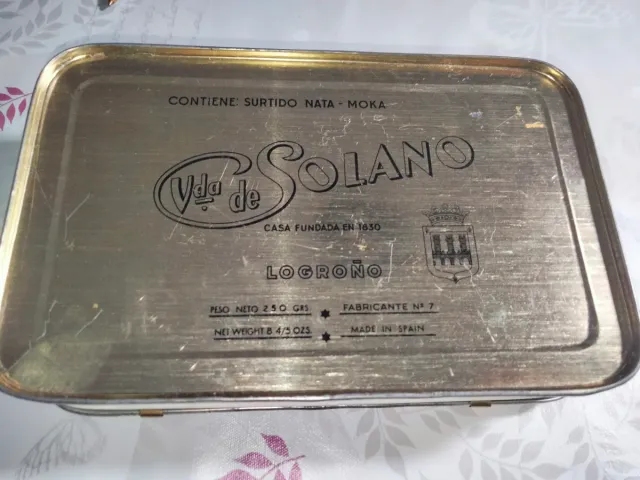 CONTIENE: SURTIDO NATA - MOKA
Vda de SOLANO
CASA FUNDADA EN 1830
LOGROÑO
PESO NETO 250 GRS. ★ FABRICANTE Nº 7
NET WEIGHT 8 4/5 OZS. ★ MADE IN SPAIN